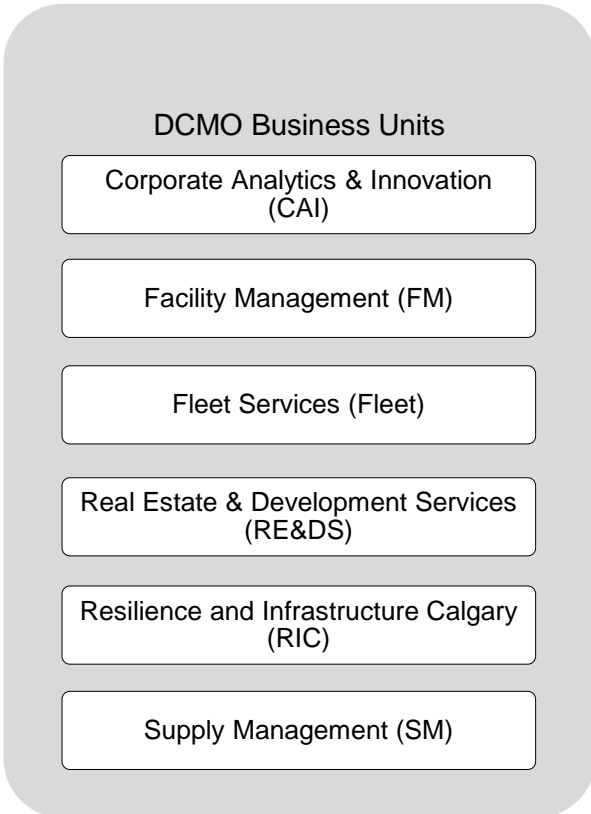 DCMO Business Units
Corporate Analytics & Innovation
(CAI)
Facility Management (FM)
Fleet Services (Fleet)
Real Estate & Development Services
(RE&DS)
Resilience and Infrastructure Calgary
(RIC)
Supply Management (SM)